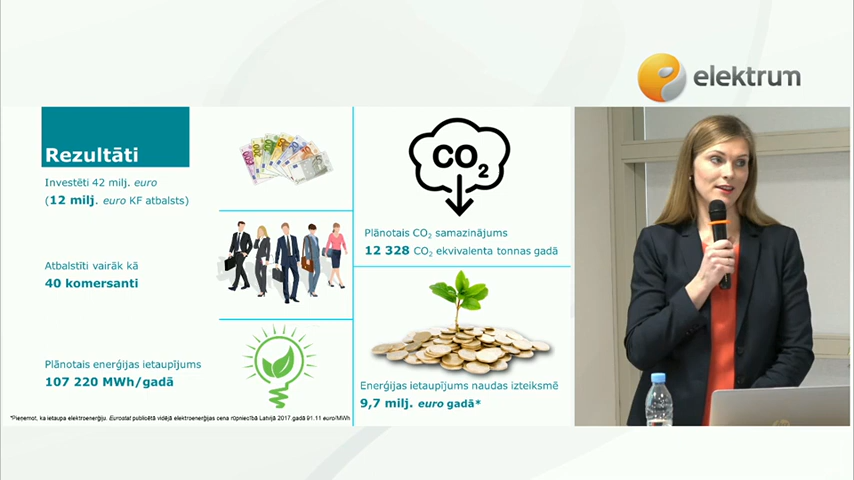 elektrum
Rezultāti
Investēti 42 milj. euro
(12 milj. euro KF atbalsts)
Atbalstīti vairāk kā
40 komersanti
Plānotais enerģijas ietaupījums
107 220 MWh/gadā
CO2
Plānotais CO2 samazinājums
12 328 CO2 ekvivalenta tonnas gadā
Enerģijas ietaupījums naudas izteiksmē
9,7 milj. euro gadā*
*Pieņemot, ka ietaupa elektroenerģiju. Eurostat publicētā vidējā elektroenerģijas cena rūpniecībā Latvijā 2017.gadā 91.11 euro/MWh